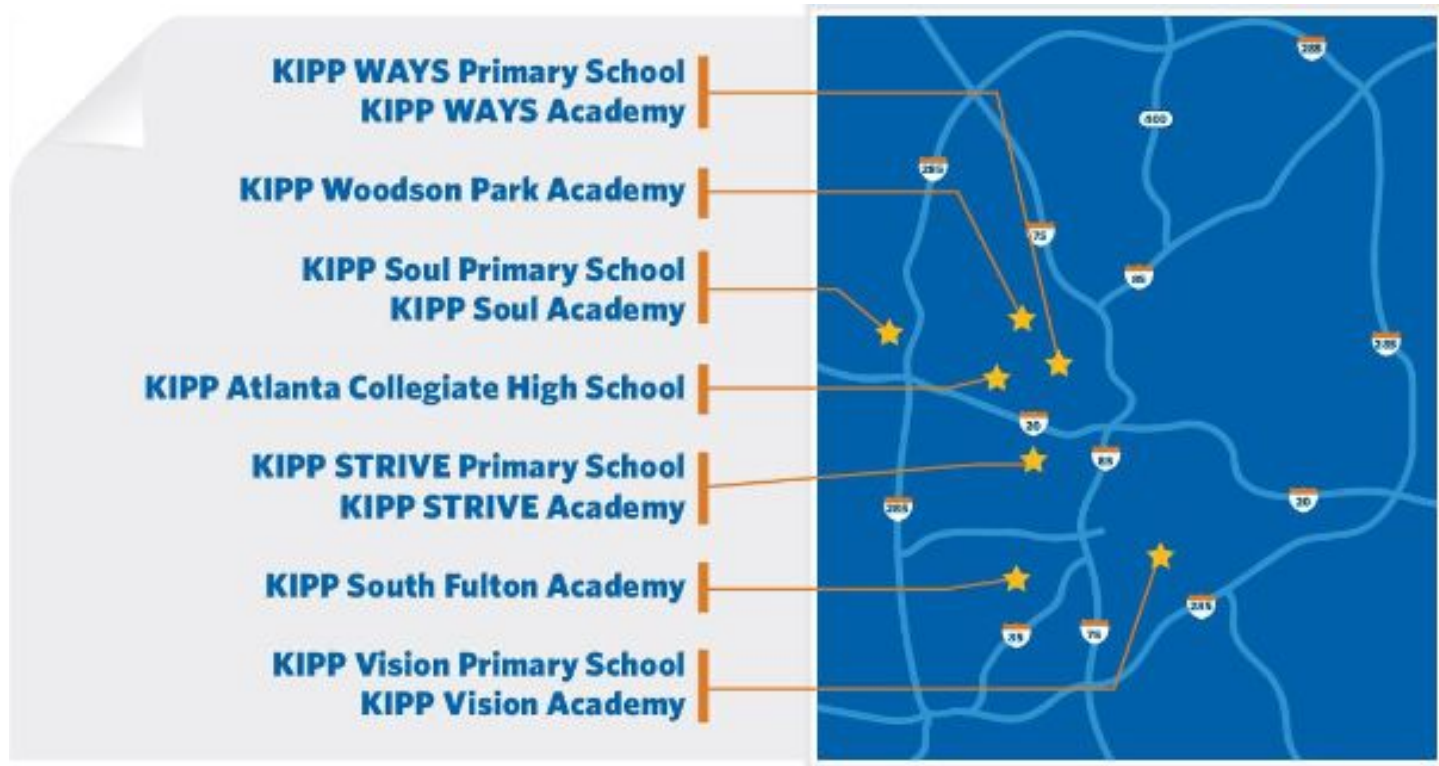 KIPP WAYS Primary School
KIPP WAYS Academy
KIPP Woodson Park Academy
KIPP Soul Primary School
KIPP Soul Academy
KIPP Atlanta Collegiate High School
KIPP STRIVE Primary School
KIPP STRIVE Academy
KIPP South Fulton Academy
KIPP Vision Primary School
KIPP Vision Academy
285
400
285
75
85
285
20
85
20
285
285
85
75